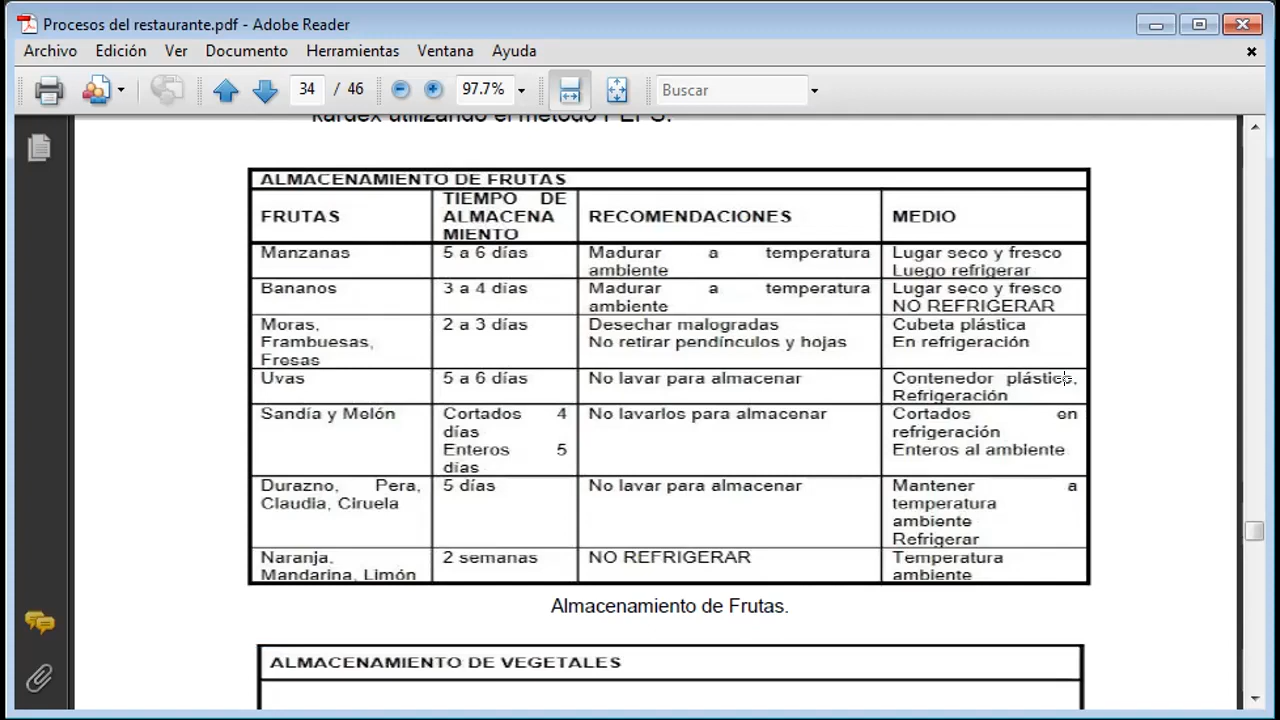 Procesos del restaurante.pdf - Adobe Reader
Archivo Edición Ver Documento Herramientas Ventana Ayuda
34 / 46 97.7% Buscar
kardex utilizando el método PEPS.
ALMACENAMIENTO DE FRUTAS
FRUTAS TIEMPO DE ALMACENA MIENTO RECOMENDACIONES MEDIO
Manzanas 5 a 6 días Madurar a temperatura ambiente Lugar seco y fresco Luego refrigerar
Bananos 3 a 4 días Madurar a temperatura ambiente Lugar seco y fresco NO REFRIGERAR
Moras, Frambuesas, Fresas 2 a 3 días Desechar malogradas No retirar pendínculos y hojas Cubeta plástica En refrigeración
Uvas 5 a 6 días No lavar para almacenar Contenedor plástico, Refrigeración
Sandía y Melón Cortados 4 días Enteros 5 días No lavarlos para almacenar Cortados en refrigeración Enteros al ambiente
Durazno, Pera, Claudia, Ciruela 5 días No lavar para almacenar Mantener a temperatura ambiente Refrigerar
Naranja, Mandarina, Limón 2 semanas NO REFRIGERAR Temperatura ambiente
Almacenamiento de Frutas.
ALMACENAMIENTO DE VEGETALES